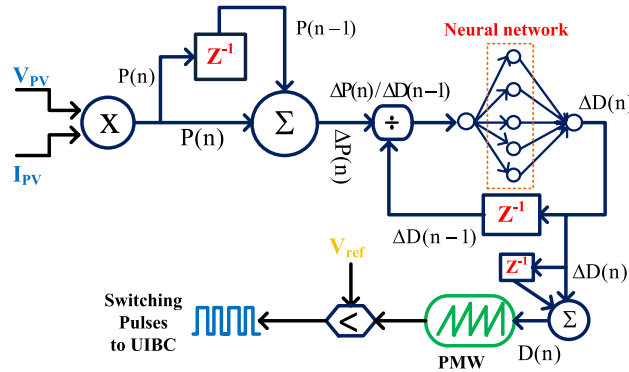 P(n−1)
Neural network
Z⁻¹
V_PV
P(n)
ΔP(n)/ΔD(n−1)
ΔD(n)
X
Σ
÷
P(n)
ΔP(n)
I_PV
Z⁻¹
ΔD(n−1)
V_ref
Z⁻¹
ΔD(n)
Switching
Pulses
to UIBC
<
Σ
D(n)
PMW